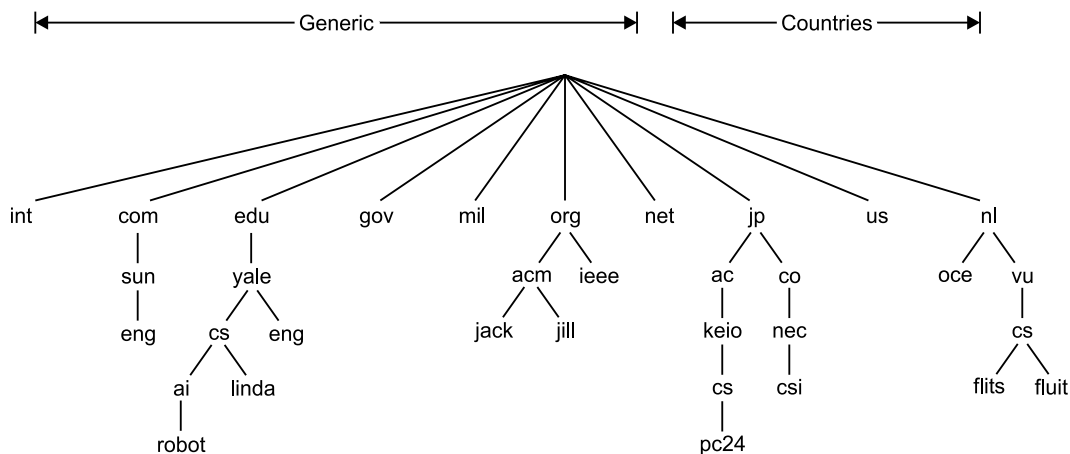 Generic Countries
int com edu gov mil org net jp us nl
sun yale acm ieee ac co oce vu
eng cs eng jack jill keio nec cs
ai linda cs csi flits fluit
robot pc24